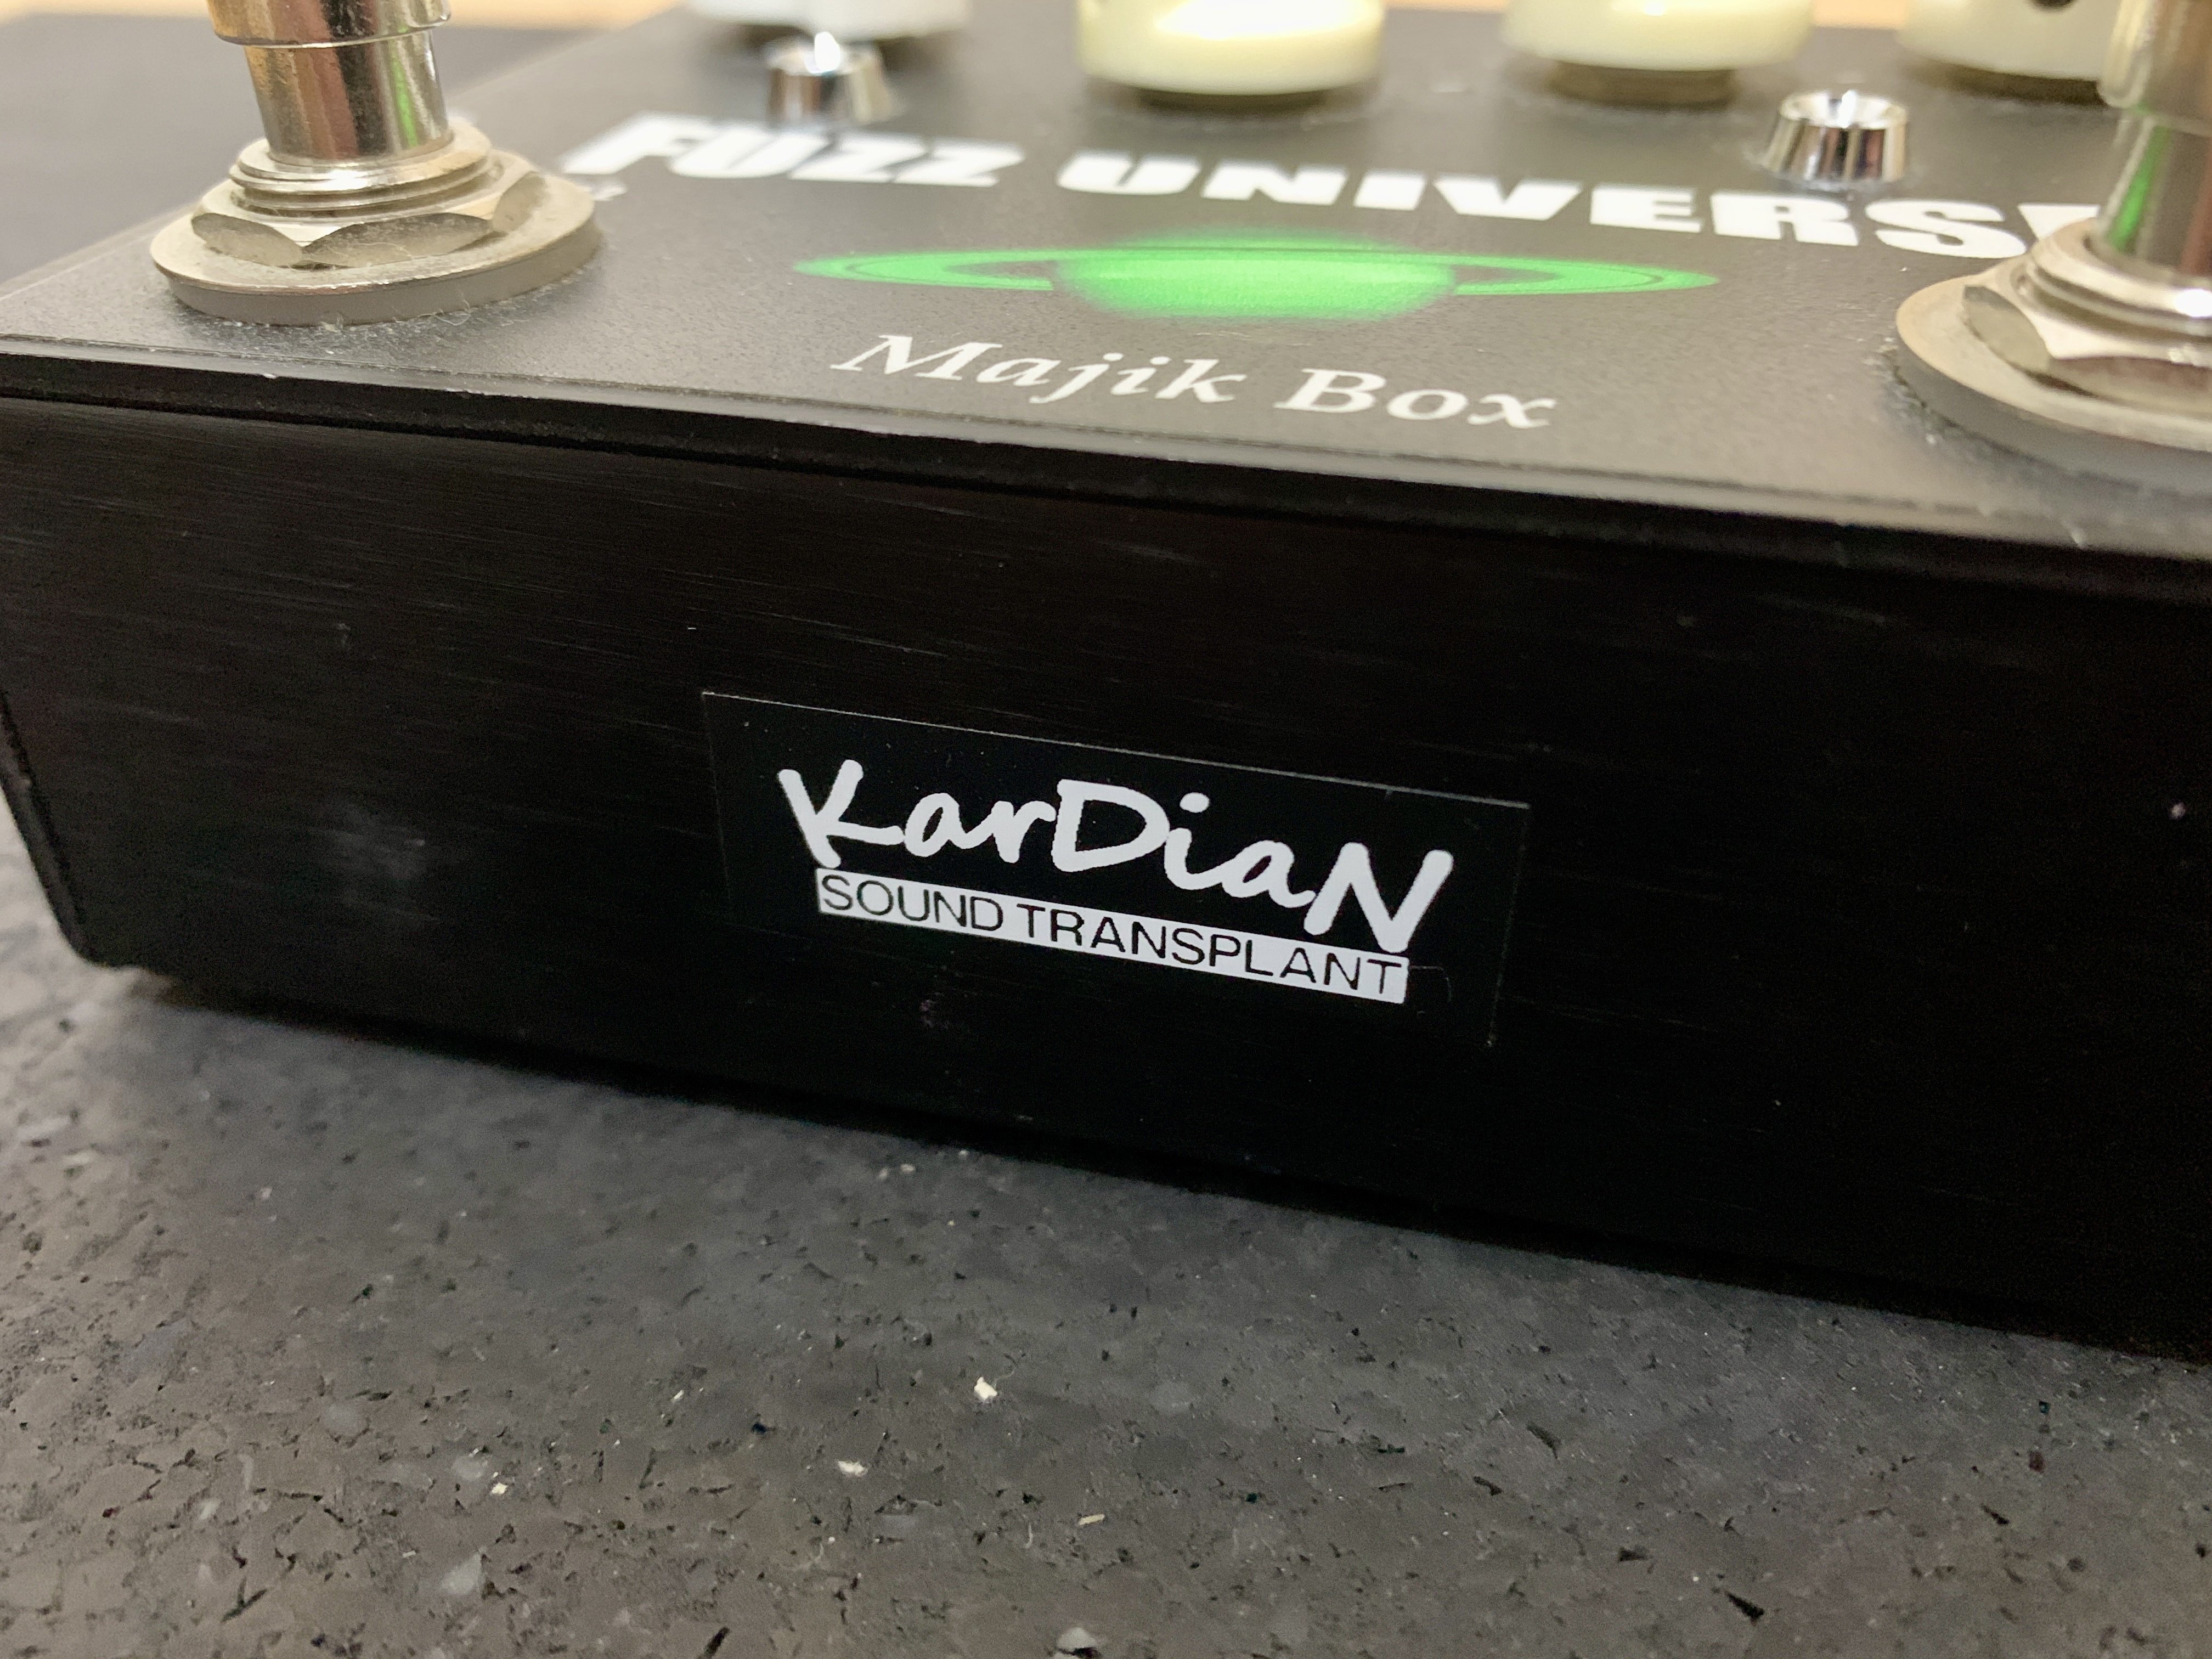 FUZZ UNIVERS
Majik Box
KarDiaN
SOUND TRANSPLANT